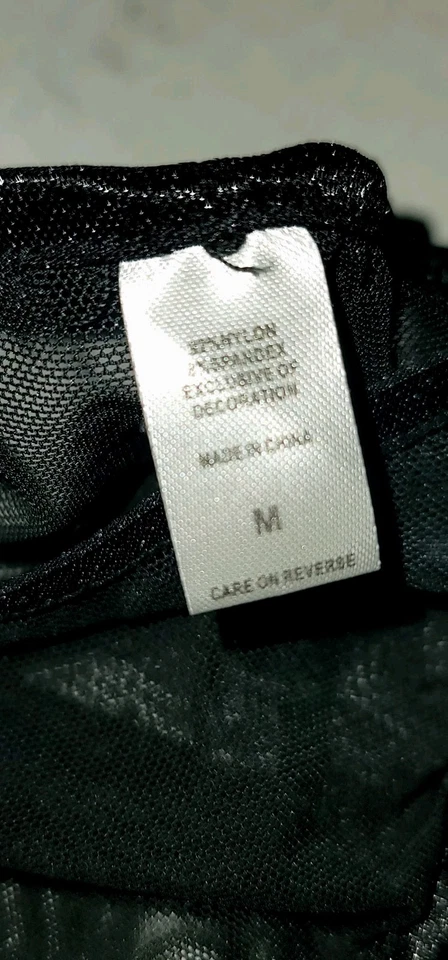 NYLON
SPANDEX
EXCLUSIVE OF
DECORATION
MADE IN CHINA
M
CARE ON REVERSE